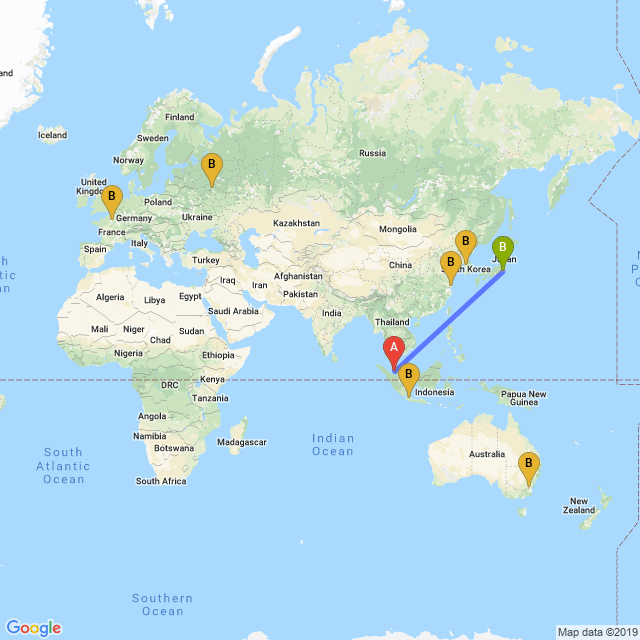 and
Iceland
Finland
Sweden
Norway
Russia
United
Kingdom
B
B
Poland
Germany
Ukraine
France
Kazakhstan
Mongolia
Italy
Spain
Turkey
B
B
B
Japan
China
South Korea
Afghanistan
Iraq
Iran
Pakistan
Algeria
Libya
Egypt
Saudi Arabia
India
Mali
Niger
Sudan
Chad
Thailand
Nigeria
Ethiopia
A
B
DRC
Kenya
Indonesia
Tanzania
Papua New
Guinea
Angola
Namibia
Botswana
Madagascar
Indian
Ocean
South
Atlantic
Ocean
Australia
B
South Africa
New
Zealand
Southern
Ocean
Google
Map data ©2019